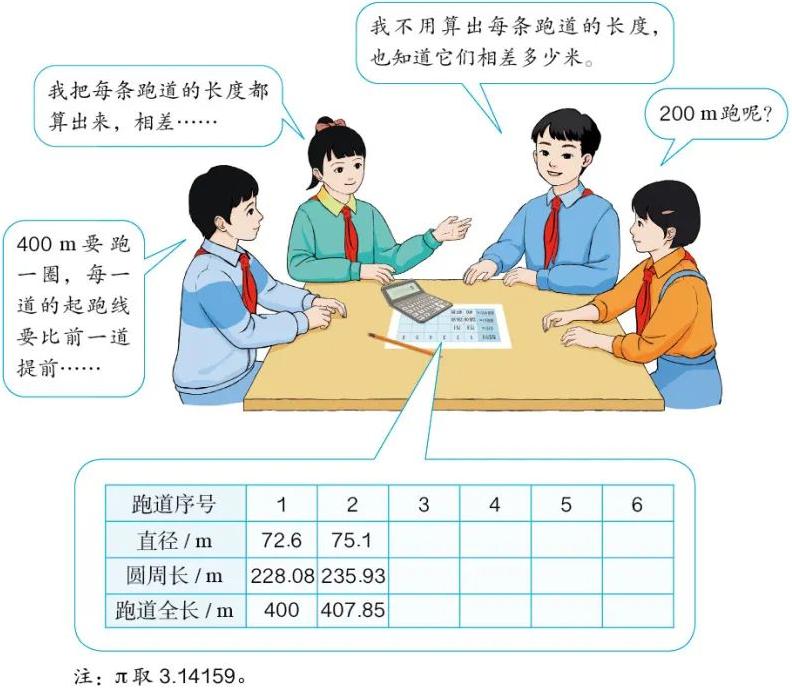 我不用算出每条跑道的长度，
也知道它们相差多少米。
我把每条跑道的长度都
算出来，相差……
200 m跑呢？
400 m要跑
一圈，每一
道的起跑线
要比前一道
提前……
跑道序号 1 2 3 4 5 6
直径 / m 72.6 75.1
圆周长 / m 228.08 235.93
跑道全长 / m 400 407.85
注：π取 3.14159。